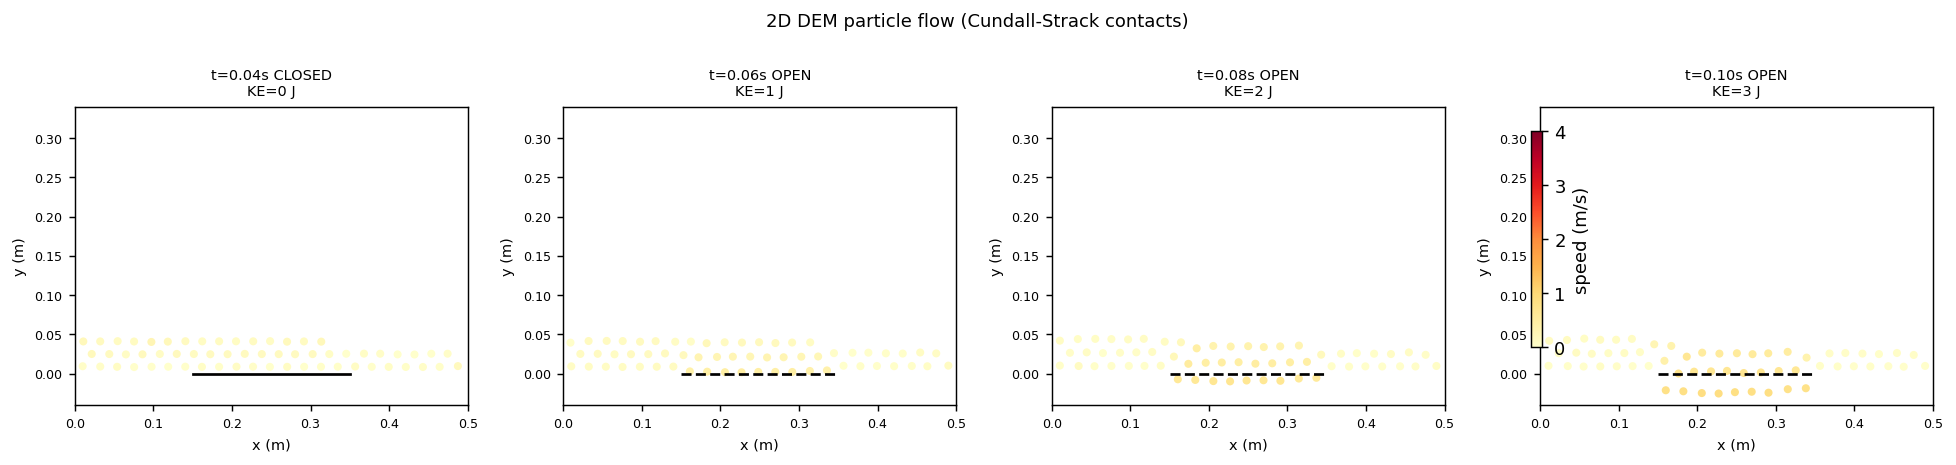 2D DEM particle flow (Cundall-Strack contacts)
t=0.04s CLOSED
KE=0 J
0.30
0.25
0.20
0.15
0.10
0.05
0.00
y (m)
0.0 0.1 0.2 0.3 0.4 0.5
x (m)
t=0.06s OPEN
KE=1 J
0.30
0.25
0.20
0.15
0.10
0.05
0.00
y (m)
0.0 0.1 0.2 0.3 0.4 0.5
x (m)
t=0.08s OPEN
KE=2 J
0.30
0.25
0.20
0.15
0.10
0.05
0.00
y (m)
0.0 0.1 0.2 0.3 0.4 0.5
x (m)
t=0.10s OPEN
KE=3 J
0.30
0.25
0.20
0.15
0.10
0.05
0.00
y (m)
0.0 0.1 0.2 0.3 0.4 0.5
x (m)
4
3
2
1
0
speed (m/s)